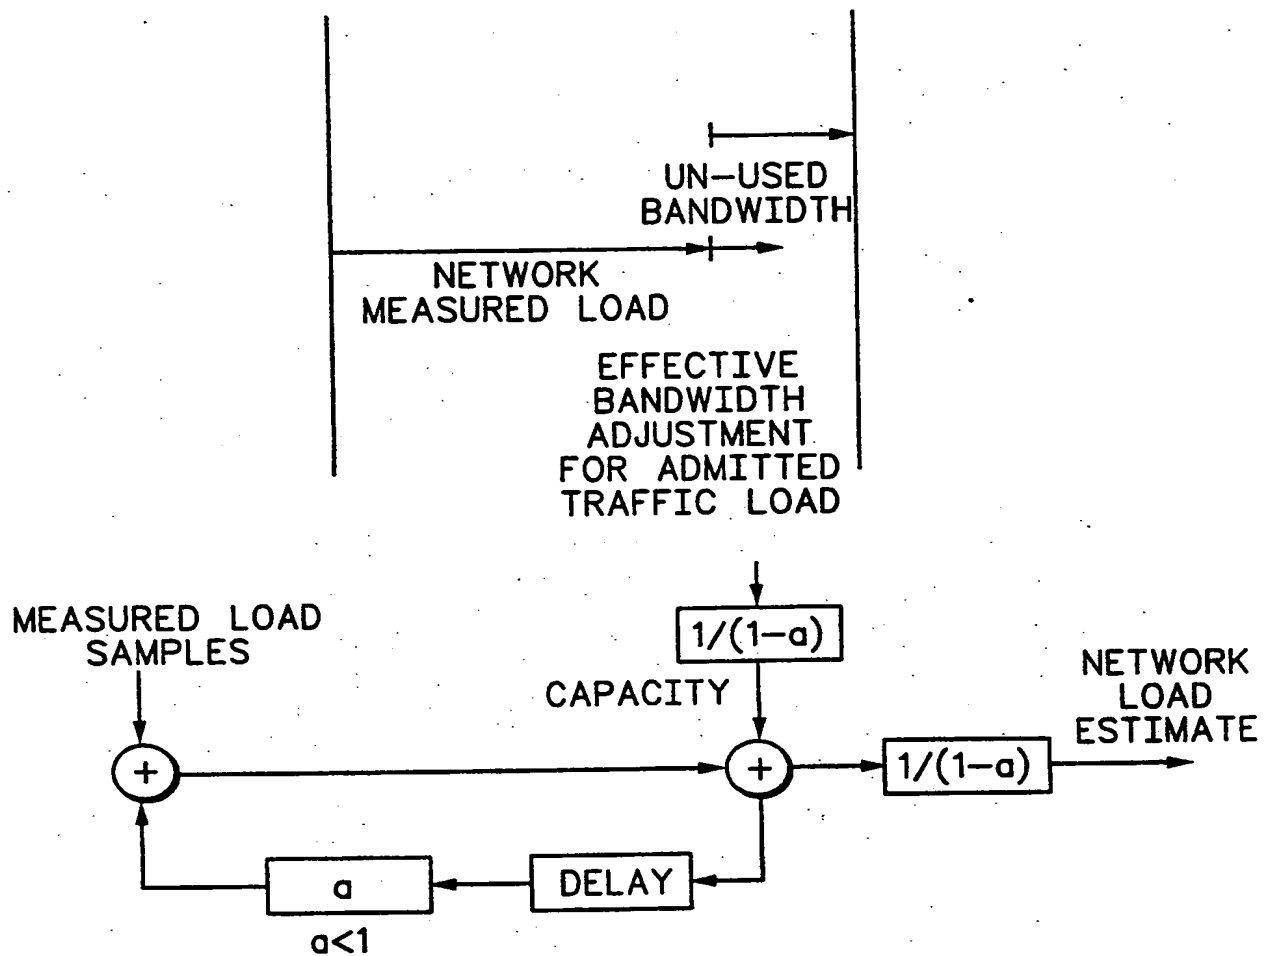 UN-USED
BANDWIDTH
NETWORK
MEASURED LOAD
EFFECTIVE
BANDWIDTH
ADJUSTMENT
FOR ADMITTED
TRAFFIC LOAD
MEASURED LOAD
SAMPLES
1/(1-a)
CAPACITY
NETWORK
LOAD
ESTIMATE
+
+
1/(1-a)
a
DELAY
a<1